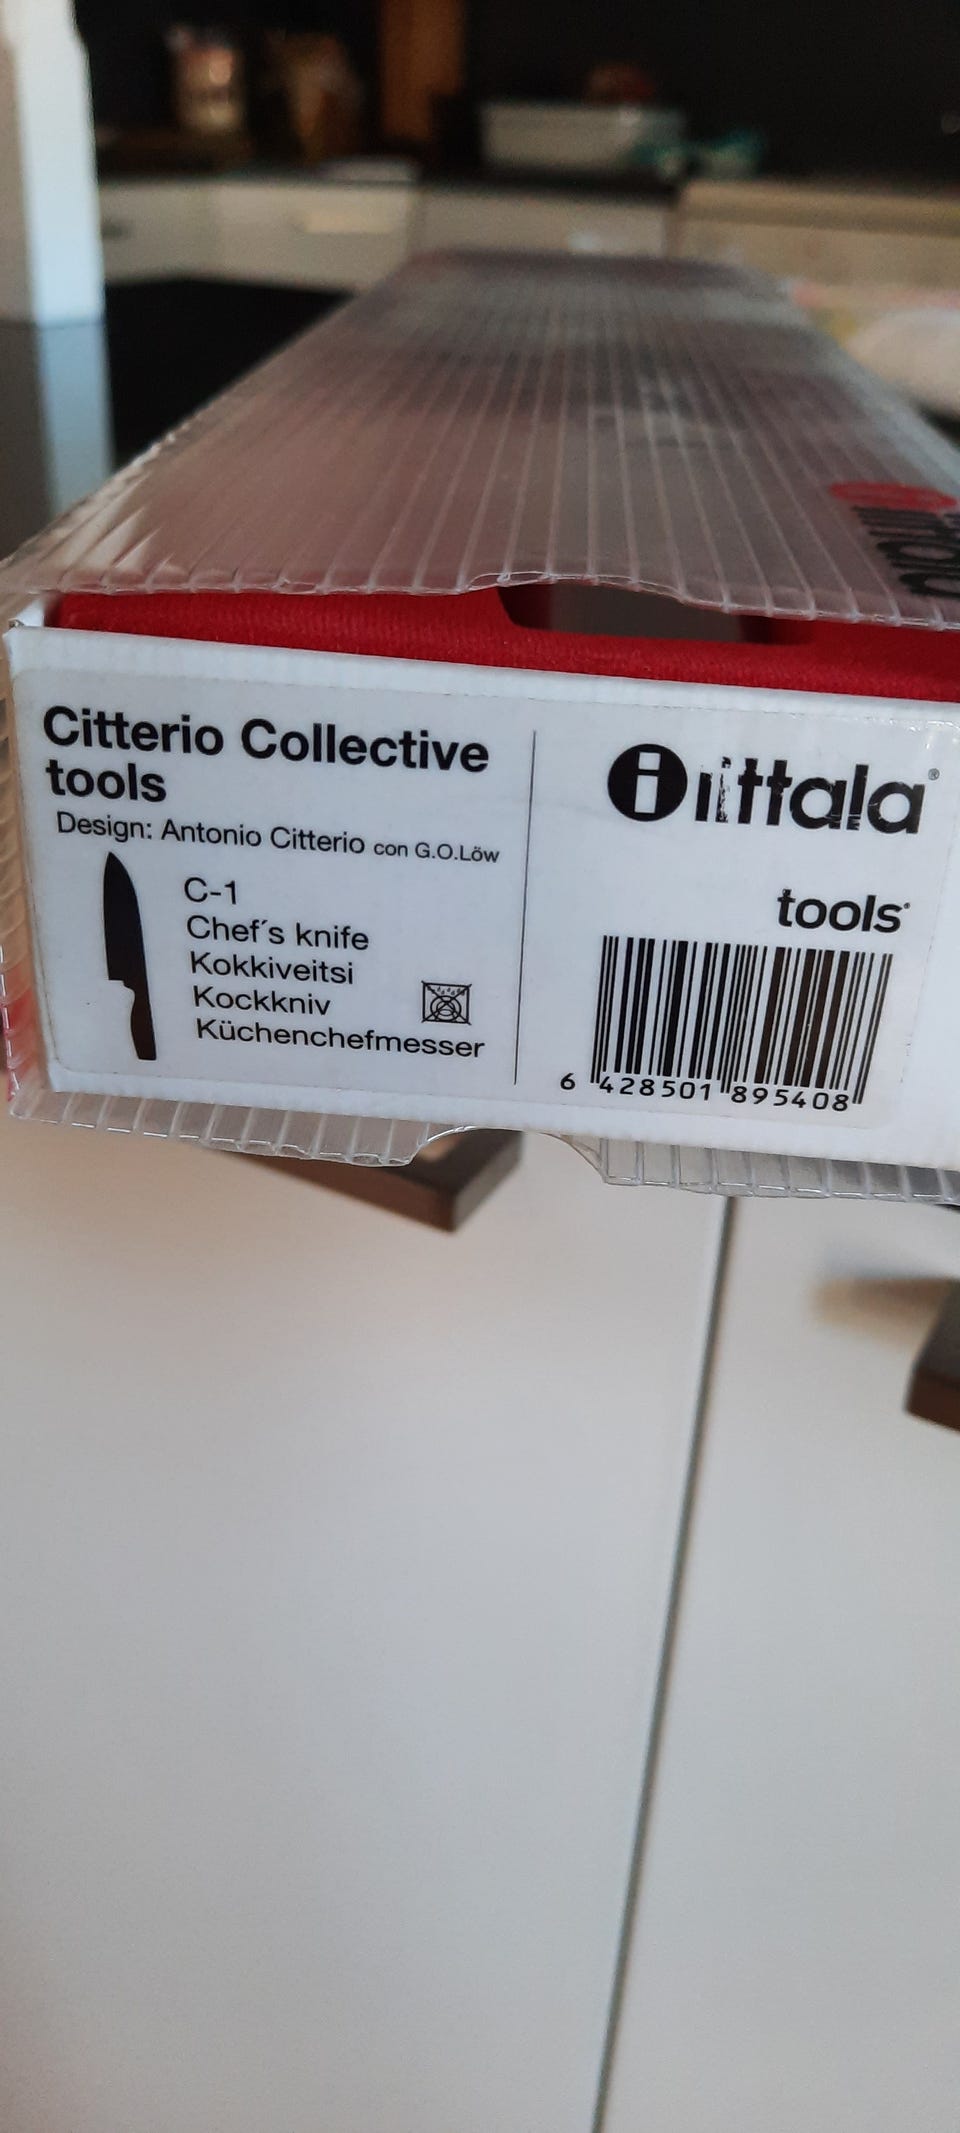 Citterio Collective
tools
Design: Antonio Citterio con G.O.Löw
C-1
Chef´s knife
Kokkiveitsi
Kockkniv
Küchenchefmesser
iittala®
tools
6 428501 895408